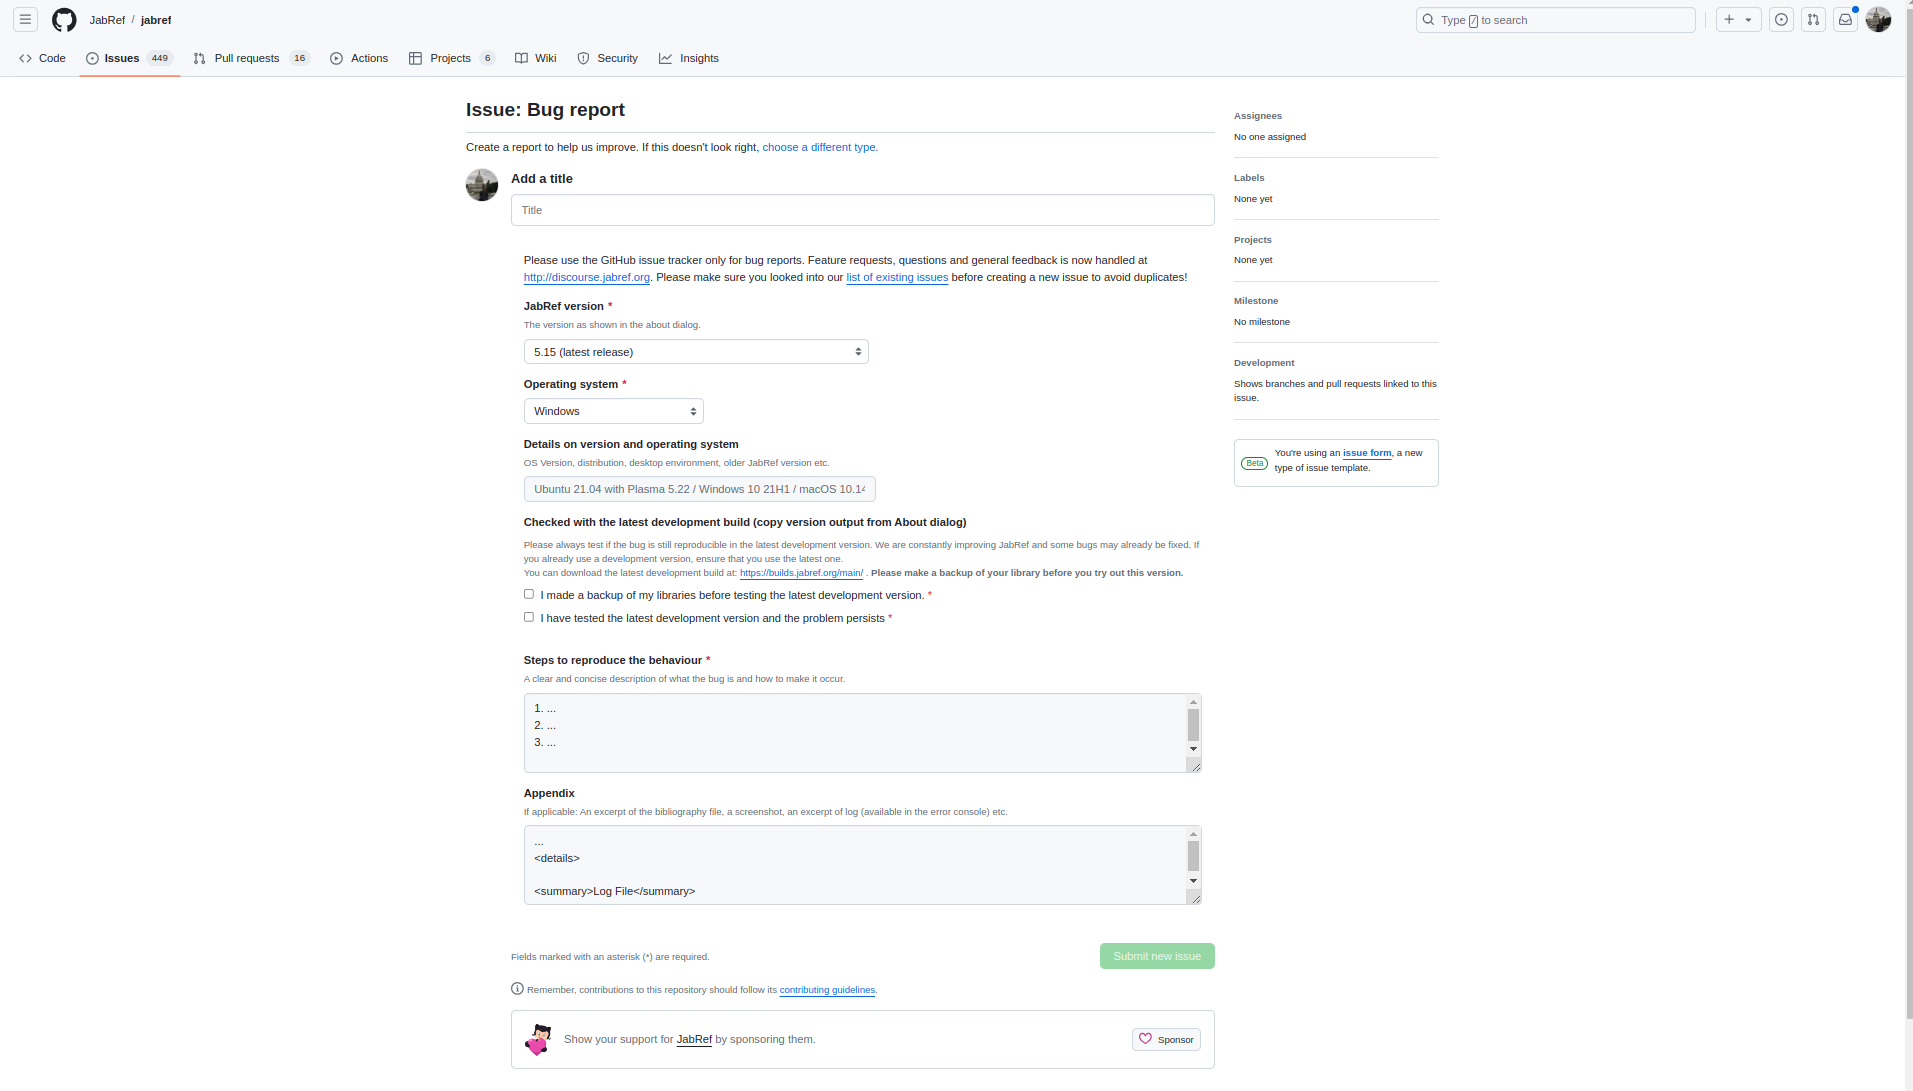 JabRef / jabref
Type / to search
Code
Issues 449
Pull requests 16
Actions
Projects 6
Wiki
Security
Insights
Issue: Bug report
Create a report to help us improve. If this doesn't look right, choose a different type.
Add a title
Title
Please use the GitHub issue tracker only for bug reports. Feature requests, questions and general feedback is now handled at
http://discourse.jabref.org. Please make sure you looked into our list of existing issues before creating a new issue to avoid duplicates!
JabRef version *
The version as shown in the about dialog.
5.15 (latest release)
Operating system *
Windows
Details on version and operating system
OS Version, distribution, desktop environment, older JabRef version etc.
Ubuntu 21.04 with Plasma 5.22 / Windows 10 21H1 / macOS 10.14
Checked with the latest development build (copy version output from About dialog)
Please always test if the bug is still reproducible in the latest development version. We are constantly improving JabRef and some bugs may already be fixed. If
you already use a development version, ensure that you use the latest one.
You can download the latest development build at: https://builds.jabref.org/main/ . Please make a backup of your library before you try out this version.
I made a backup of my libraries before testing the latest development version. *
I have tested the latest development version and the problem persists *
Steps to reproduce the behaviour *
A clear and concise description of what the bug is and how to make it occur.
1. ...
2. ...
3. ...
Appendix
If applicable: An excerpt of the bibliography file, a screenshot, an excerpt of log (available in the error console) etc.
...
<details>
<summary>Log File</summary>
Fields marked with an asterisk (*) are required.
Submit new issue
Remember, contributions to this repository should follow its contributing guidelines.
Show your support for JabRef by sponsoring them.
Sponsor
Assignees
No one assigned
Labels
None yet
Projects
None yet
Milestone
No milestone
Development
Shows branches and pull requests linked to this
issue.
Beta
You're using an issue form, a new
type of issue template.